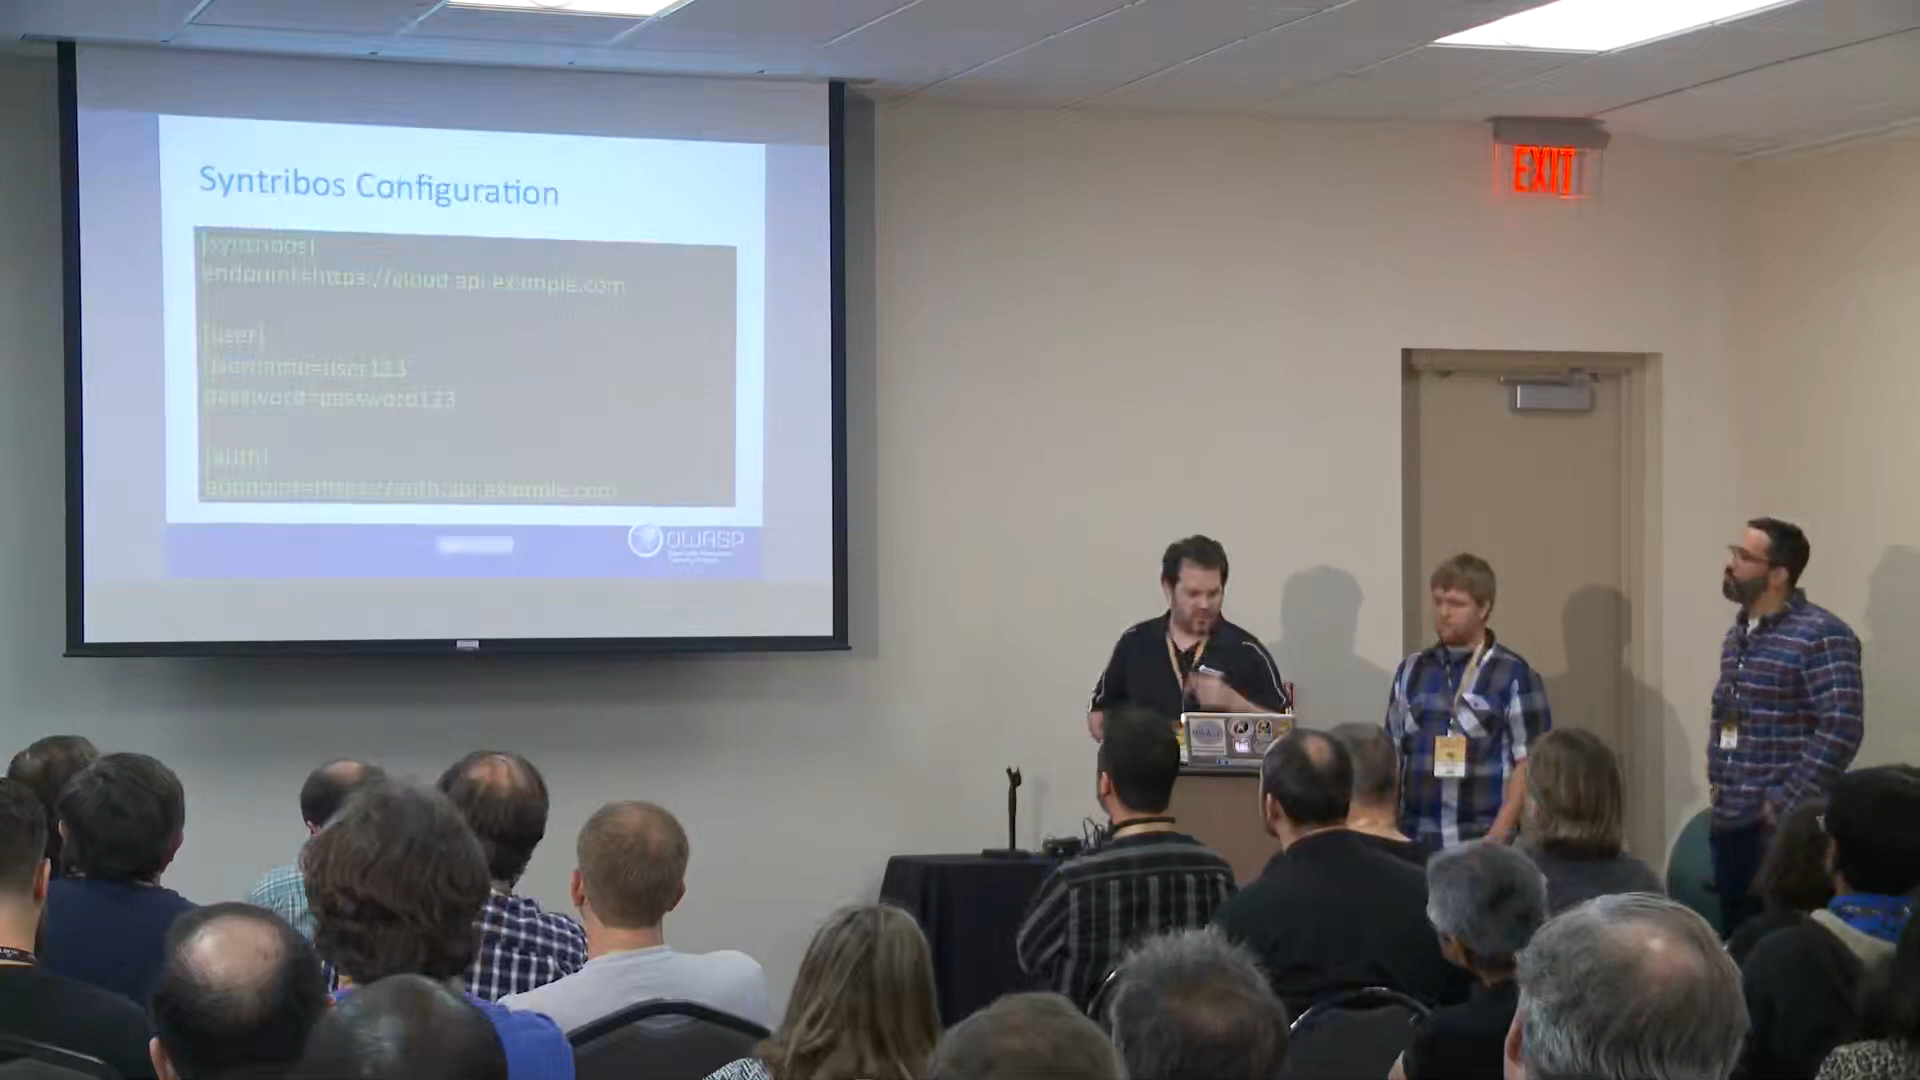 Syntribos Configuration
[syntribos]
endpoint=https://cloud.api.example.com
[user]
username=user123
password=password123
[auth]
endpoint=https://auth.api.example.com
OWASP
EXIT